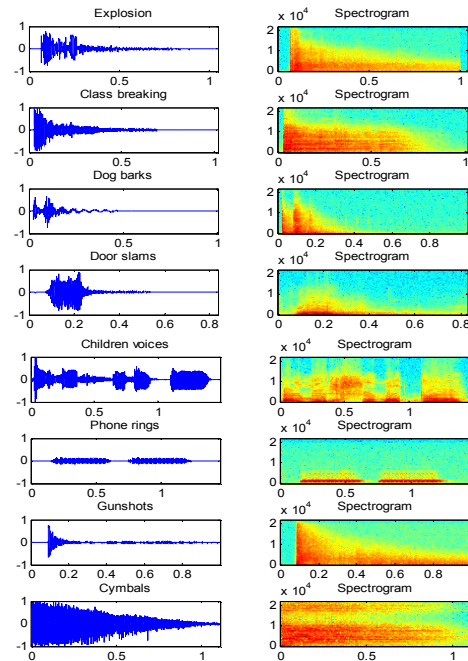 Explosion Spectrogram
x 10^4
1 2
0 1
-1 0
0 0.5 1 0 0.5 1
Class breaking Spectrogram
x 10^4
1 2
0 1
-1 0
0 0.5 1 0 0.5 1
Dog barks Spectrogram
x 10^4
1 2
0 1
-1 0
0 0.5 1 0 0.2 0.4 0.6 0.8 1
Door slams Spectrogram
x 10^4
1 2
0 1
-1 0
0 0.2 0.4 0.6 0.8 0 0.2 0.4 0.6 0.8
Children voices Spectrogram
x 10^4
1 2
0 1
-1 0
0 0.5 1 0 0.5 1
Phone rings Spectrogram
x 10^4
1 2
0 1
-1 0
0 0.5 1 0 0.5 1
Gunshots Spectrogram
x 10^4
1 2
0 1
-1 0
0 0.2 0.4 0.6 0.8 0 0.2 0.4 0.6 0.8
Cymbals Spectrogram
x 10^4
1 2
0 1
-1 0
0 0.5 1 0 0.5 1